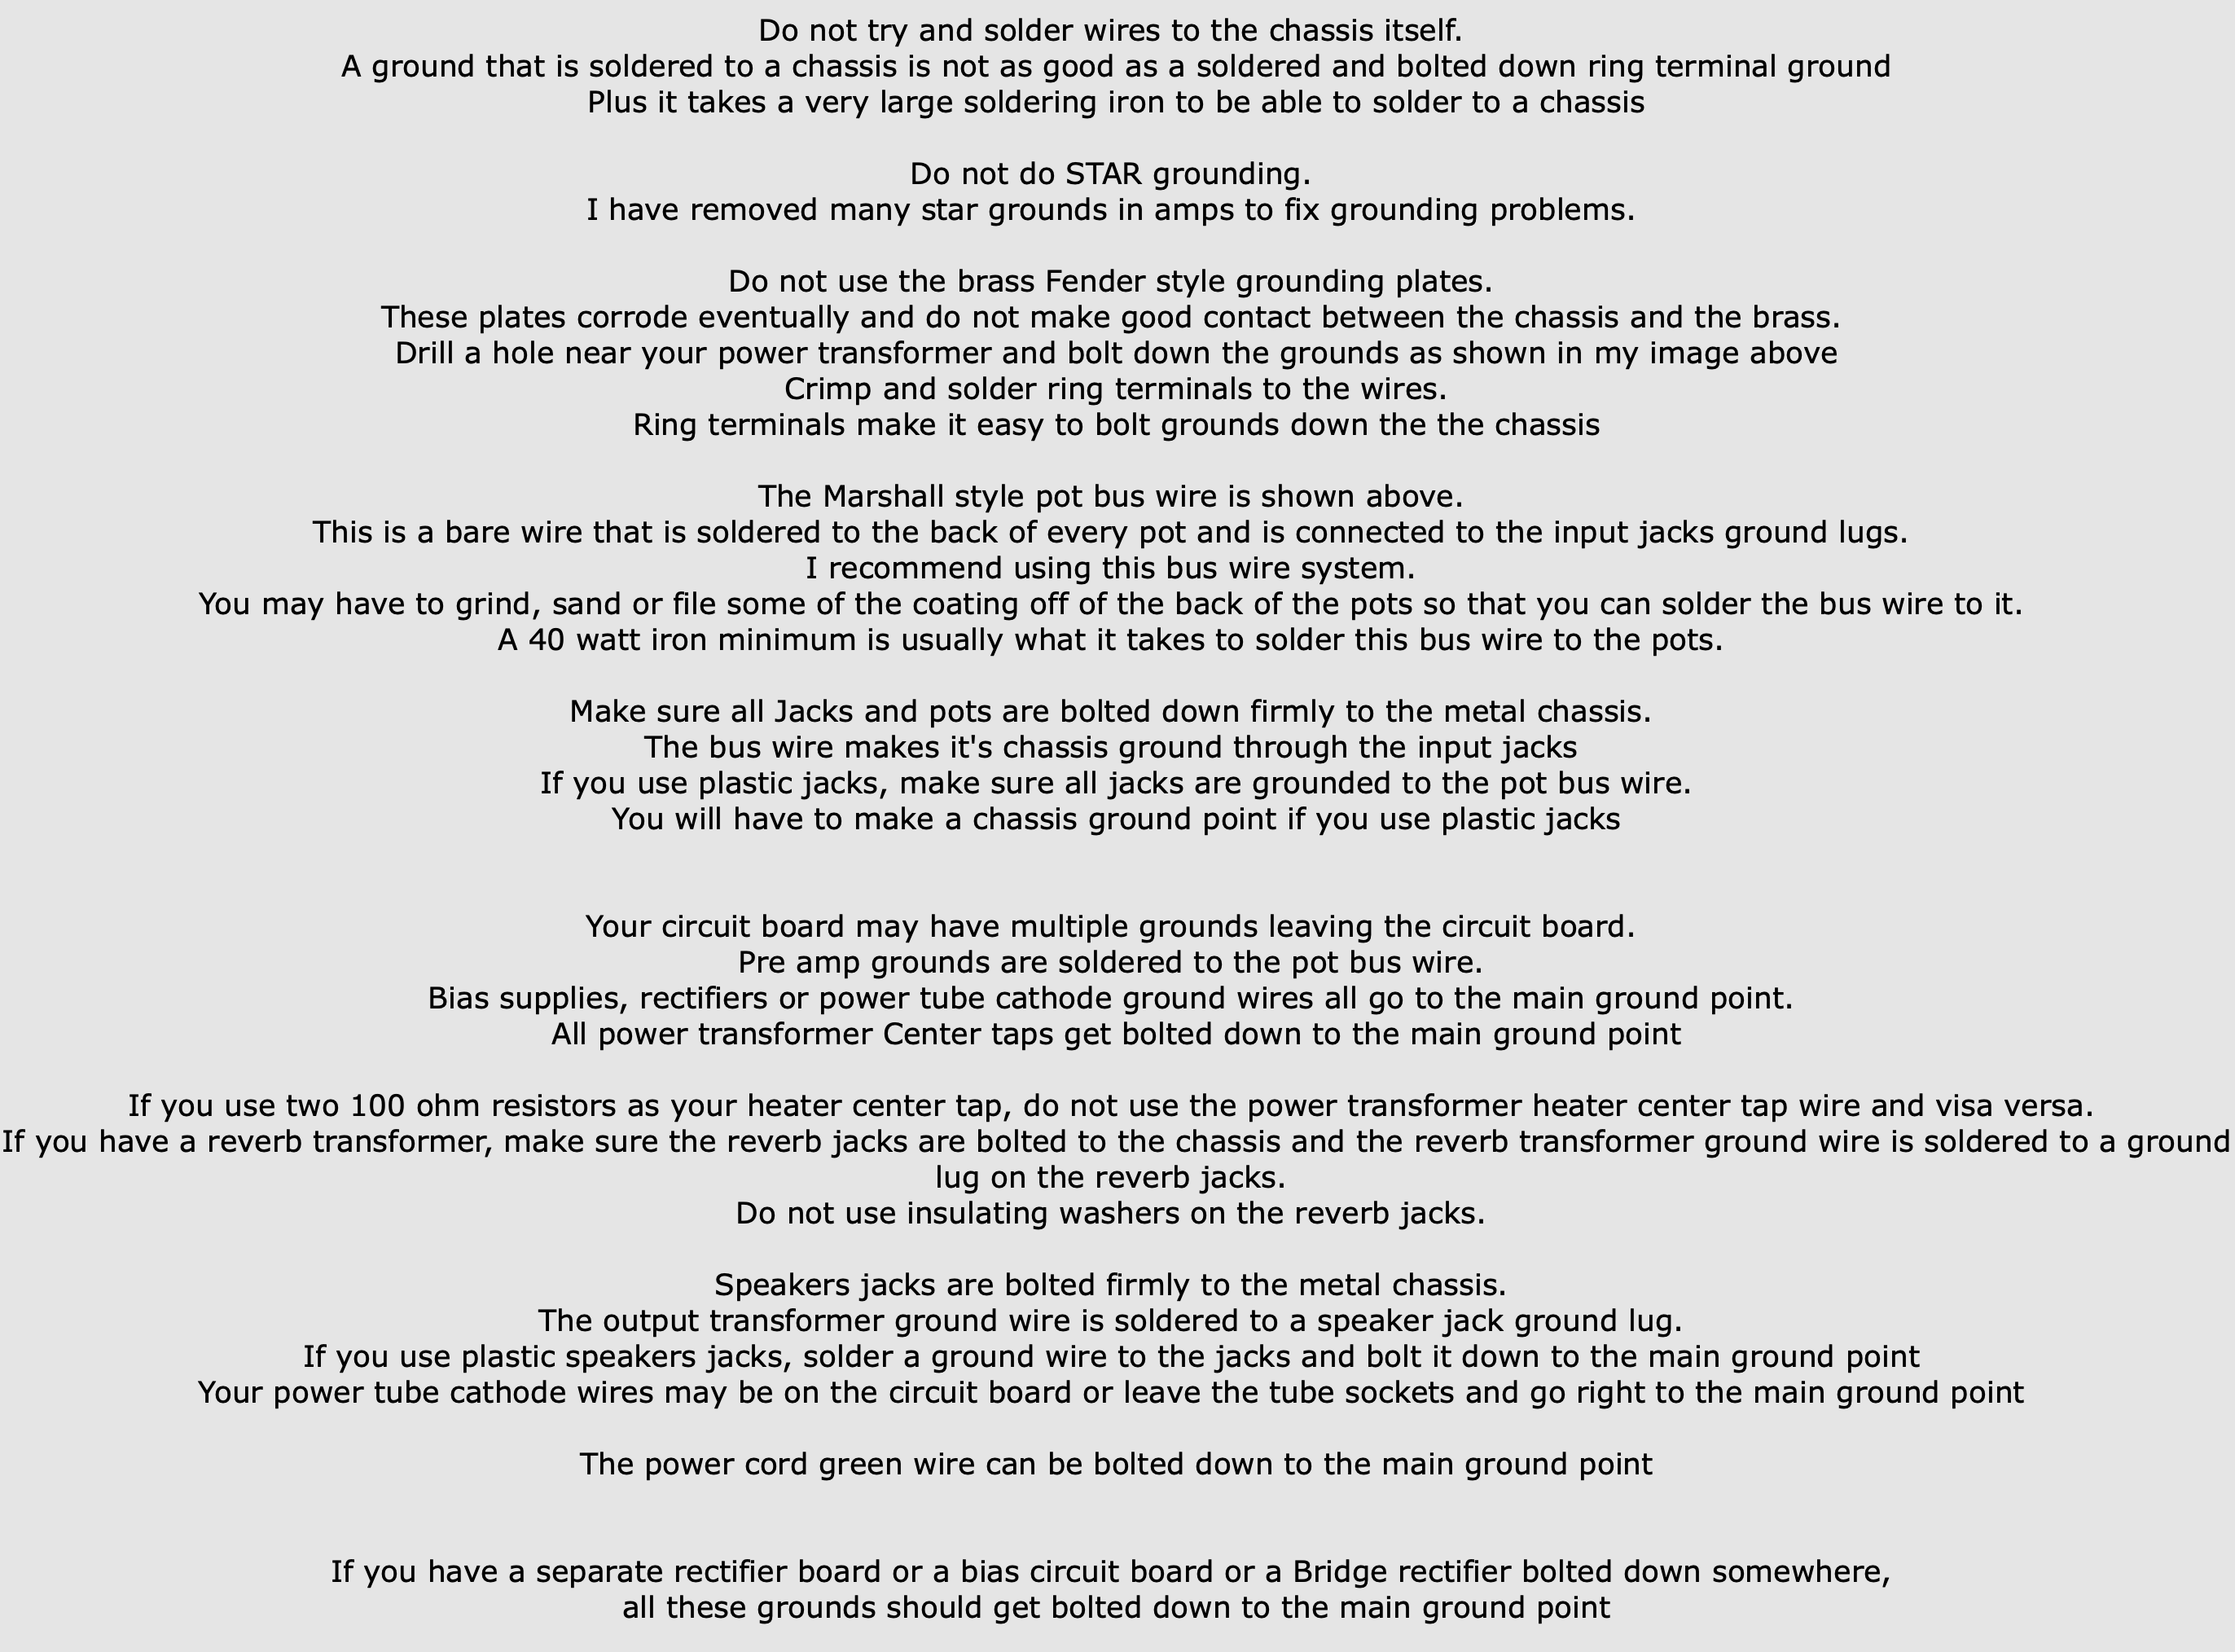 Do not try and solder wires to the chassis itself.
A ground that is soldered to a chassis is not as good as a soldered and bolted down ring terminal ground
Plus it takes a very large soldering iron to be able to solder to a chassis
Do not do STAR grounding.
I have removed many star grounds in amps to fix grounding problems.
Do not use the brass Fender style grounding plates.
These plates corrode eventually and do not make good contact between the chassis and the brass.
Drill a hole near your power transformer and bolt down the grounds as shown in my image above
Crimp and solder ring terminals to the wires.
Ring terminals make it easy to bolt grounds down the the chassis
The Marshall style pot bus wire is shown above.
This is a bare wire that is soldered to the back of every pot and is connected to the input jacks ground lugs.
I recommend using this bus wire system.
You may have to grind, sand or file some of the coating off of the back of the pots so that you can solder the bus wire to it.
A 40 watt iron minimum is usually what it takes to solder this bus wire to the pots.
Make sure all Jacks and pots are bolted down firmly to the metal chassis.
The bus wire makes it's chassis ground through the input jacks
If you use plastic jacks, make sure all jacks are grounded to the pot bus wire.
You will have to make a chassis ground point if you use plastic jacks
Your circuit board may have multiple grounds leaving the circuit board.
Pre amp grounds are soldered to the pot bus wire.
Bias supplies, rectifiers or power tube cathode ground wires all go to the main ground point.
All power transformer Center taps get bolted down to the main ground point
If you use two 100 ohm resistors as your heater center tap, do not use the power transformer heater center tap wire and visa versa.
If you have a reverb transformer, make sure the reverb jacks are bolted to the chassis and the reverb transformer ground wire is soldered to a ground
lug on the reverb jacks.
Do not use insulating washers on the reverb jacks.
Speakers jacks are bolted firmly to the metal chassis.
The output transformer ground wire is soldered to a speaker jack ground lug.
If you use plastic speakers jacks, solder a ground wire to the jacks and bolt it down to the main ground point
Your power tube cathode wires may be on the circuit board or leave the tube sockets and go right to the main ground point
The power cord green wire can be bolted down to the main ground point
If you have a separate rectifier board or a bias circuit board or a Bridge rectifier bolted down somewhere,
all these grounds should get bolted down to the main ground point